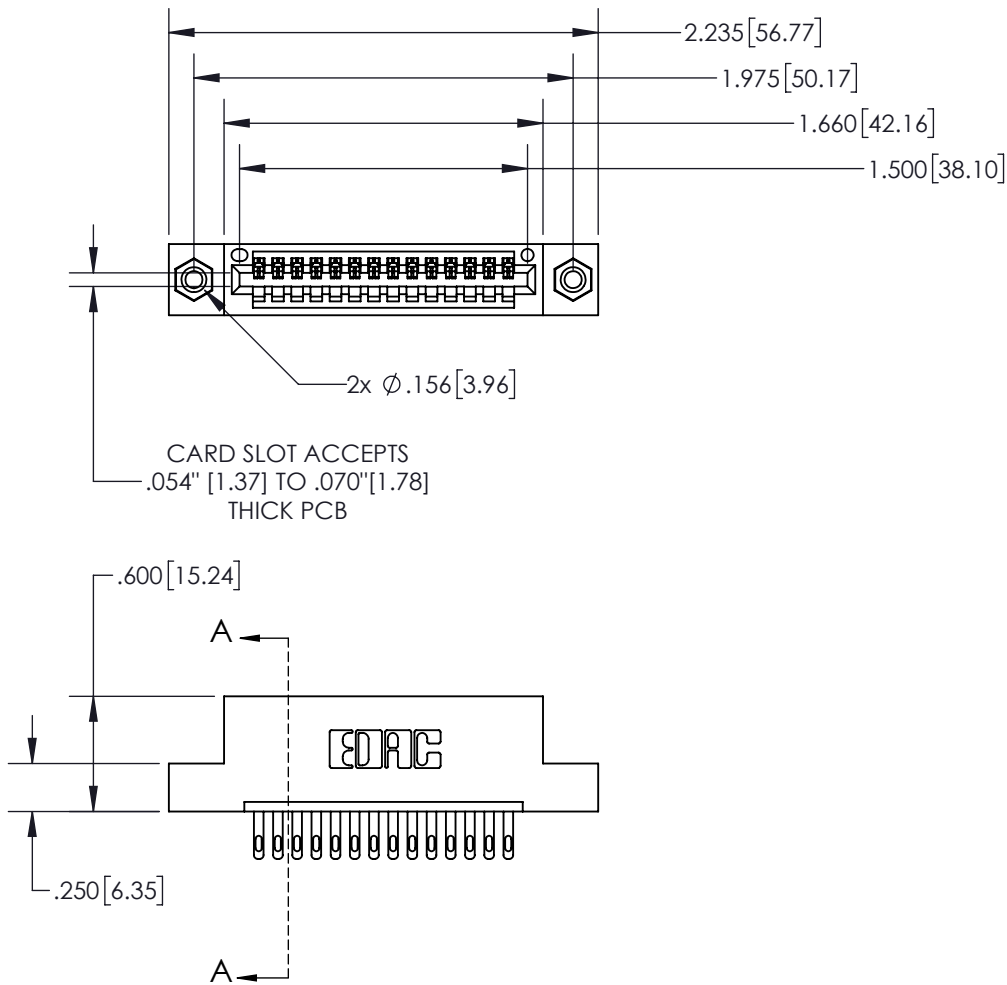 2.235[56.77]
1.975[50.17]
1.660[42.16]
1.500[38.10]
2x Ø.156[3.96]
CARD SLOT ACCEPTS
.054" [1.37] TO .070"[1.78]
THICK PCB
.600[15.24]
A
EDAC
.250[6.35]
A